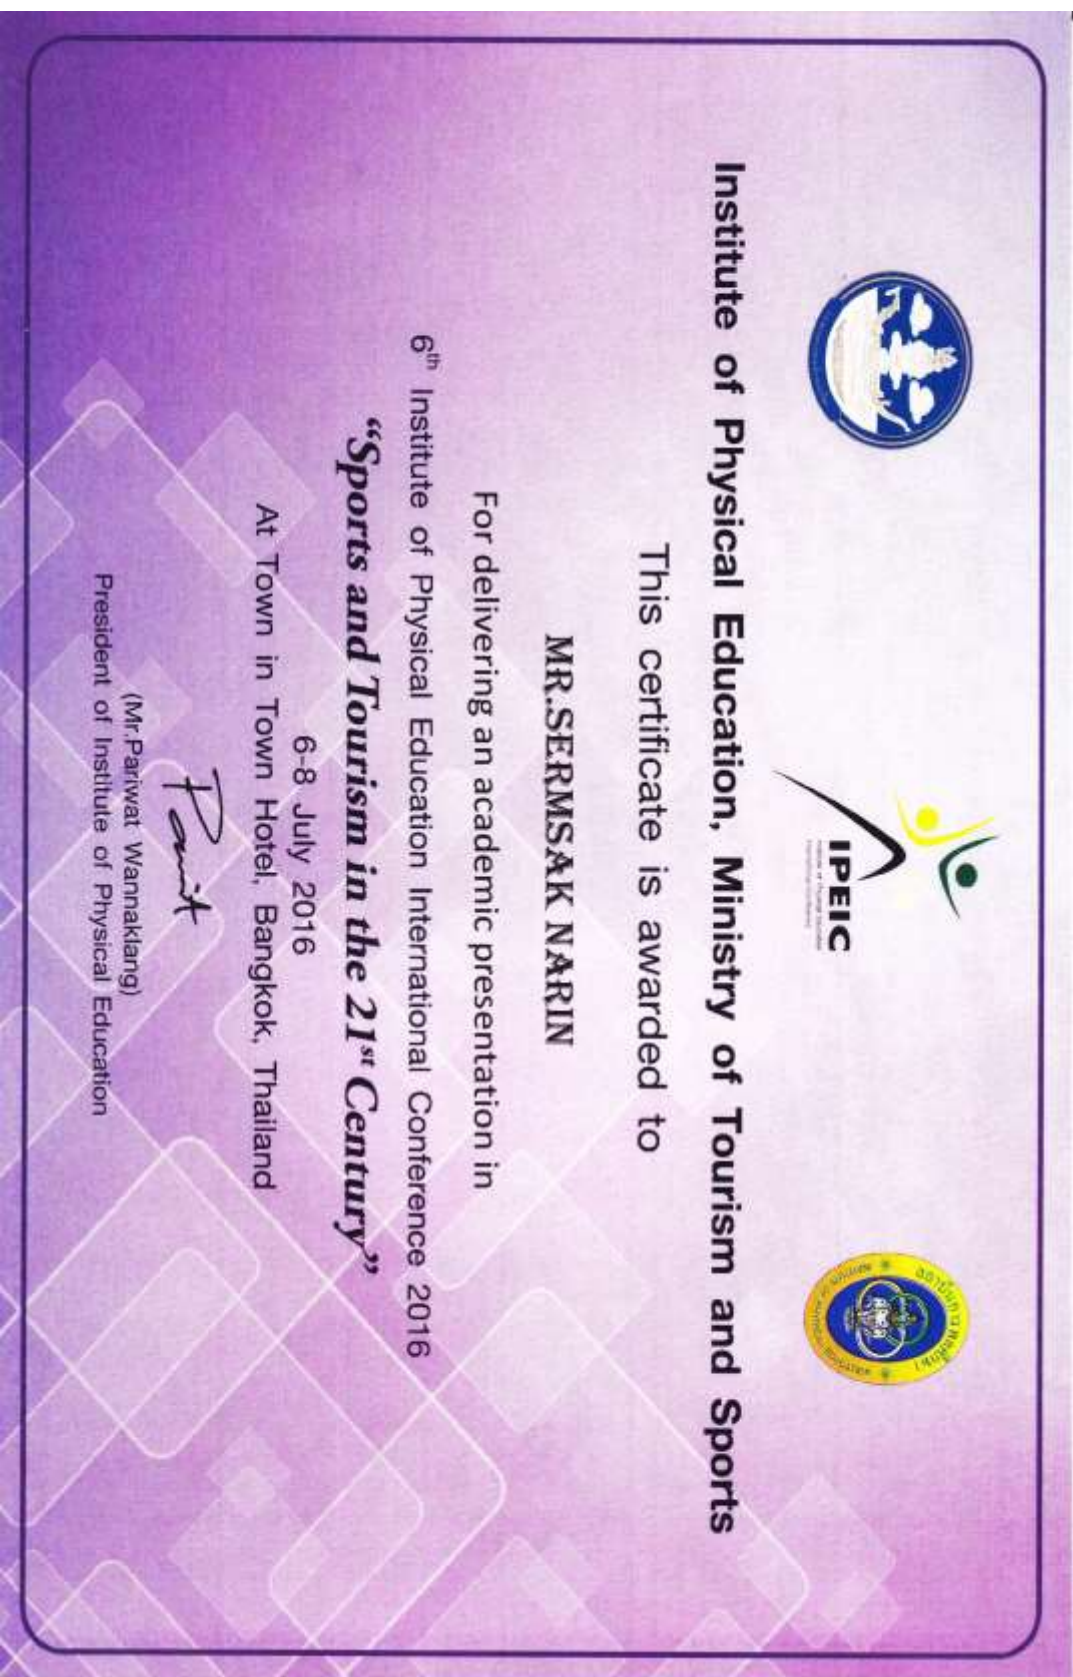 IPEIC
Institute of Physical Education, Ministry of Tourism and Sports
This certificate is awarded to
MR.SERMSAK NARIN
For delivering an academic presentation in
6th Institute of Physical Education International Conference 2016
“Sports and Tourism in the 21st Century”
6-8 July 2016
At Town in Town Hotel, Bangkok, Thailand
(Mr.Pariwat Wannaklang)
President of Institute of Physical Education